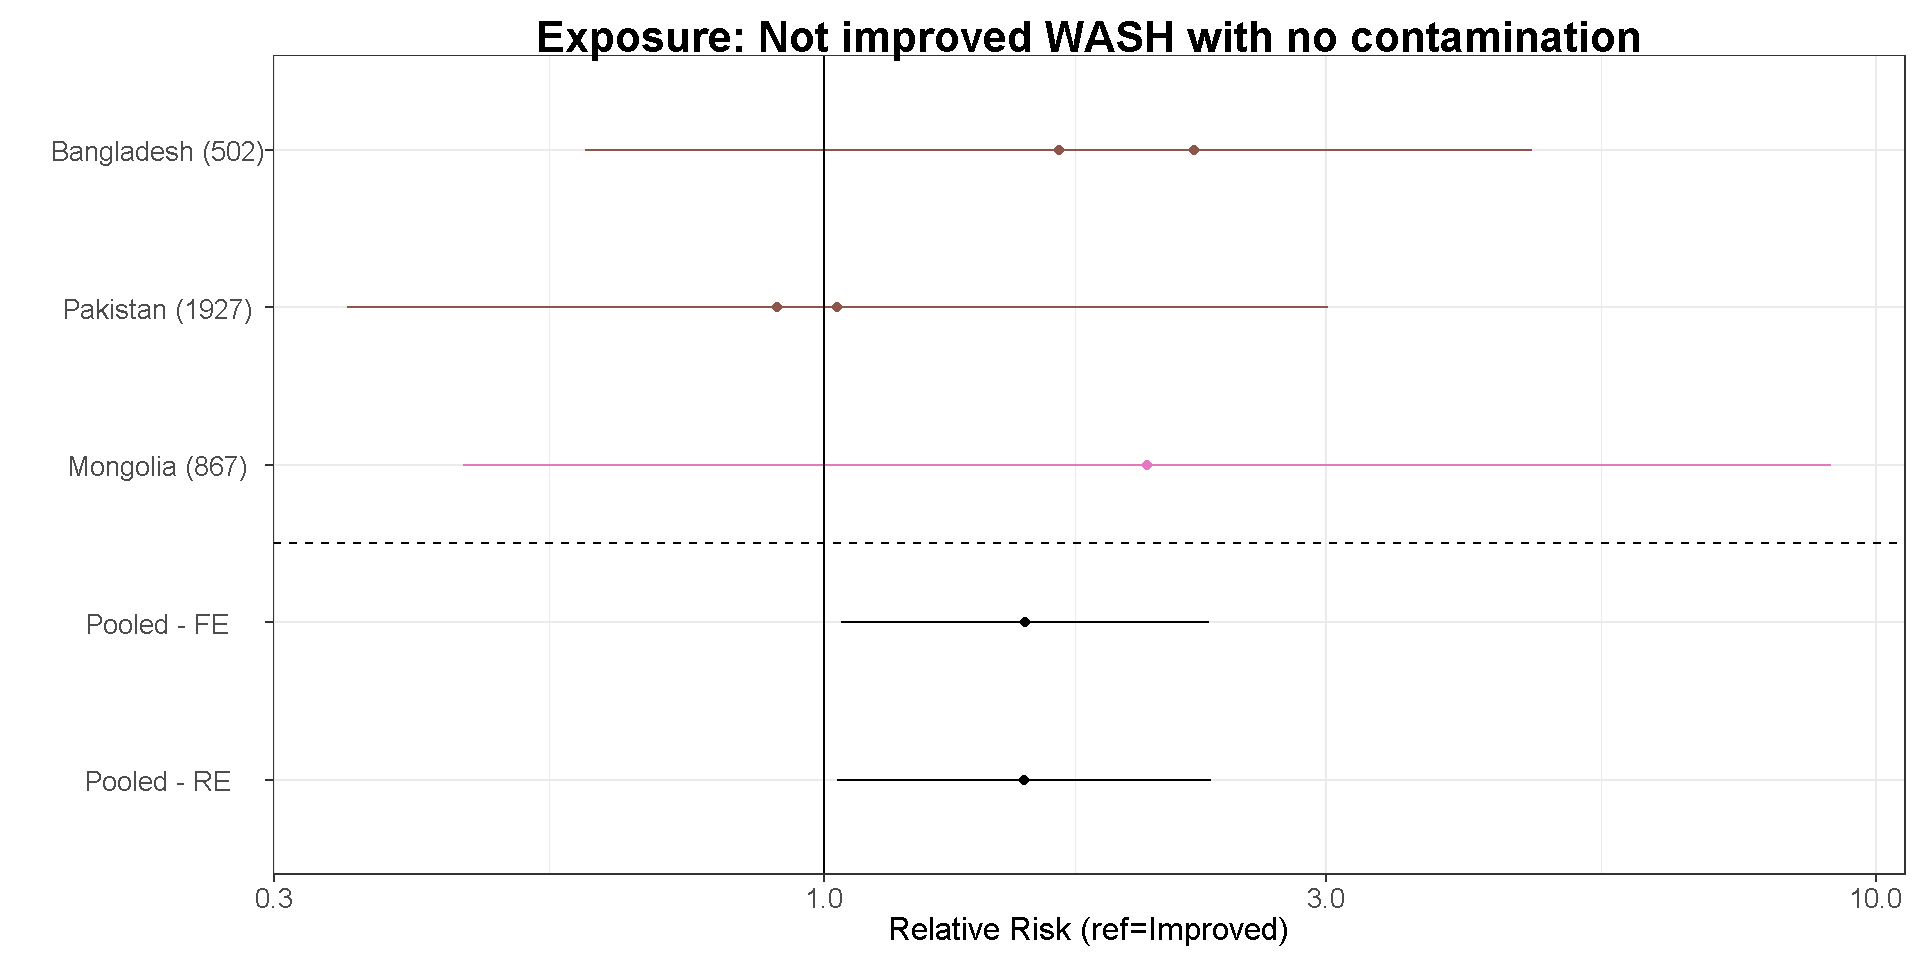 Exposure: Not improved WASH with no contamination
Bangladesh (502)
Pakistan (1927)
Mongolia (867)
Pooled - FE
Pooled - RE
0.3 1.0 3.0 10.0
Relative Risk (ref=Improved)